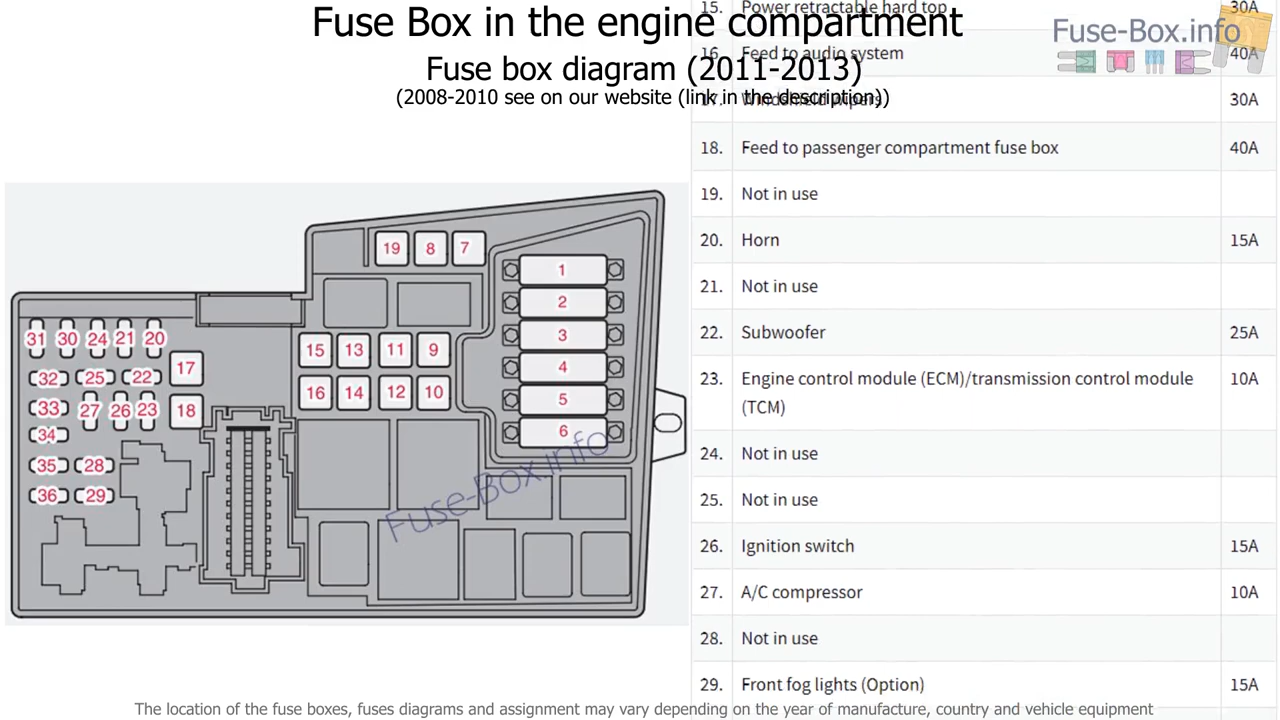 Fuse Box in the engine compartment
Fuse box diagram (2011-2013)
(2008-2010 see on our website (link in the description))
Fuse-Box.info
15. Power retractable hard top 30A
16. Feed to audio system 40A
17. Windshield wipers 30A
18. Feed to passenger compartment fuse box 40A
19. Not in use
20. Horn 15A
21. Not in use
22. Subwoofer 25A
23. Engine control module (ECM)/transmission control module 10A
(TCM)
24. Not in use
25. Not in use
26. Ignition switch 15A
27. A/C compressor 10A
28. Not in use
29. Front fog lights (Option) 15A
19 8 7
1
2
3
4
5
6
31 30 24 21 20
15 13 11 9
17
32 25 22
16 14 12 10
33 27 26 23 18
34
35 28
36 29
Fuse-Box.info
The location of the fuse boxes, fuses diagrams and assignment may vary depending on the year of manufacture, country and vehicle equipment